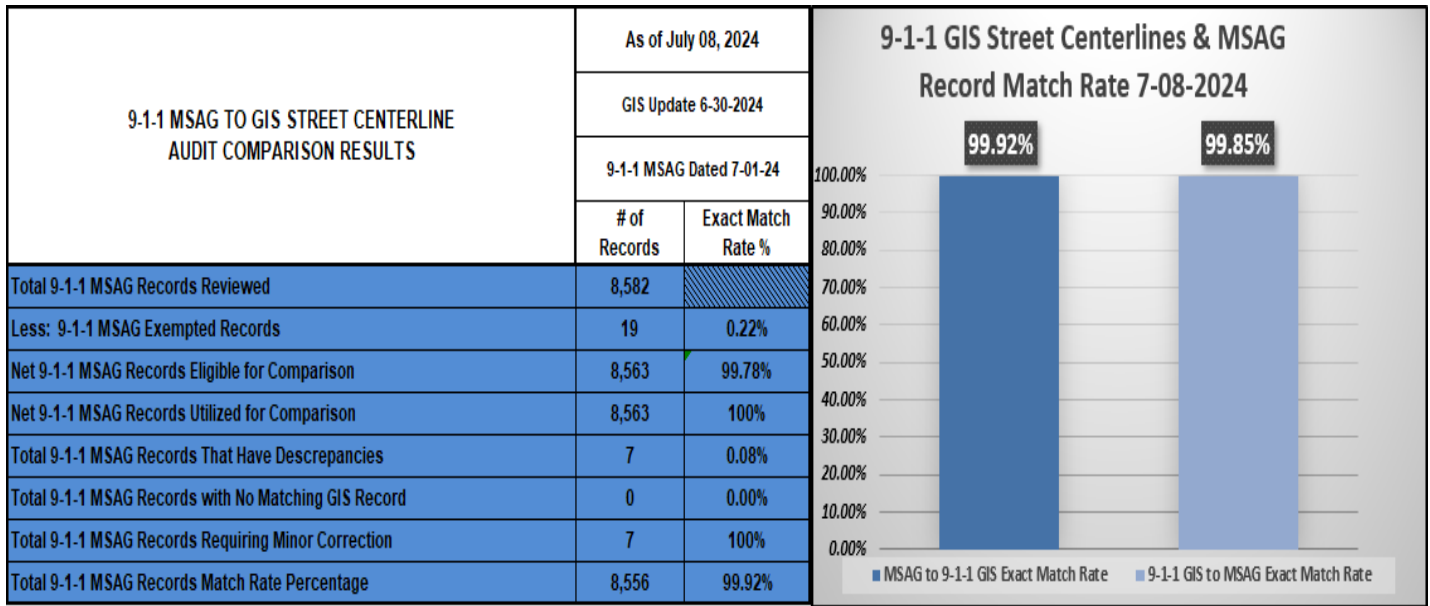 9-1-1 MSAG TO GIS STREET CENTERLINE
AUDIT COMPARISON RESULTS
As of July 08, 2024
GIS Update 6-30-2024
9-1-1 MSAG Dated 7-01-24
# of
Records
Exact Match
Rate %
Total 9-1-1 MSAG Records Reviewed 8,582
Less: 9-1-1 MSAG Exempted Records 19 0.22%
Net 9-1-1 MSAG Records Eligible for Comparison 8,563 99.78%
Net 9-1-1 MSAG Records Utilized for Comparison 8,563 100%
Total 9-1-1 MSAG Records That Have Descrepancies 7 0.08%
Total 9-1-1 MSAG Records with No Matching GIS Record 0 0.00%
Total 9-1-1 MSAG Records Requiring Minor Correction 7 100%
Total 9-1-1 MSAG Records Match Rate Percentage 8,556 99.92%
9-1-1 GIS Street Centerlines & MSAG
Record Match Rate 7-08-2024
99.92% 99.85%
100.00%
90.00%
80.00%
70.00%
60.00%
50.00%
40.00%
30.00%
20.00%
10.00%
0.00%
MSAG to 9-1-1 GIS Exact Match Rate 9-1-1 GIS to MSAG Exact Match Rate